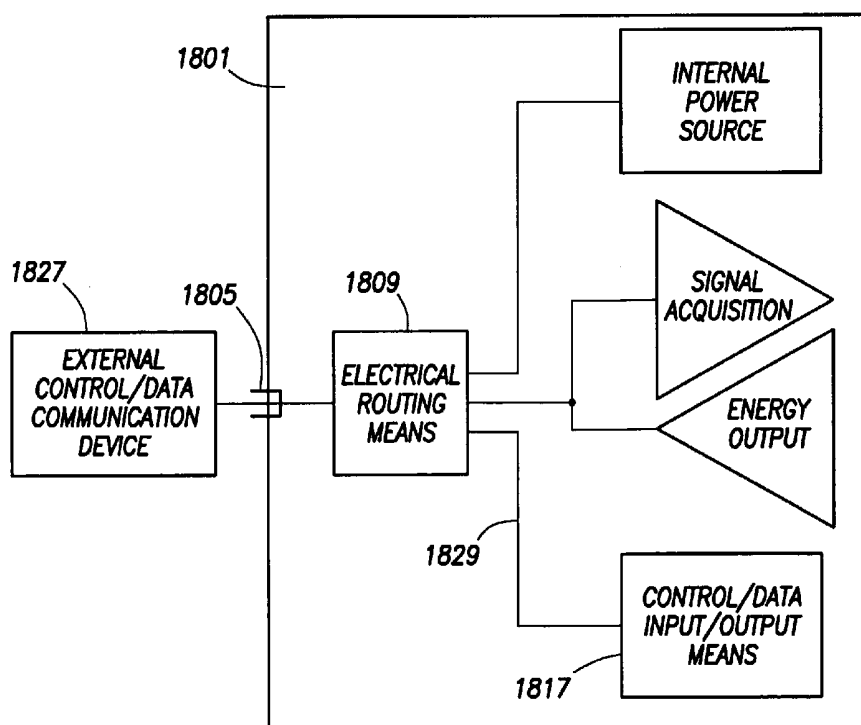 1801
INTERNAL
POWER
SOURCE
1827
1805
1809
SIGNAL
ACQUISITION
EXTERNAL
CONTROL/DATA
COMMUNICATION
DEVICE
ELECTRICAL
ROUTING
MEANS
ENERGY
OUTPUT
1829
CONTROL/DATA
INPUT/OUTPUT
MEANS
1817